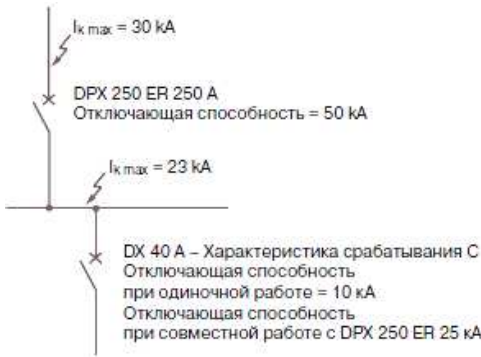 Ik max = 30 kA
DPX 250 ER 250 A
Отключающая способность = 50 kA
Ik max = 23 kA
DX 40 A – Характеристика срабатывания С
Отключающая способность
при одиночной работе = 10 кА
Отключающая способность
при совместной работе с DPX 250 ER 25 кА